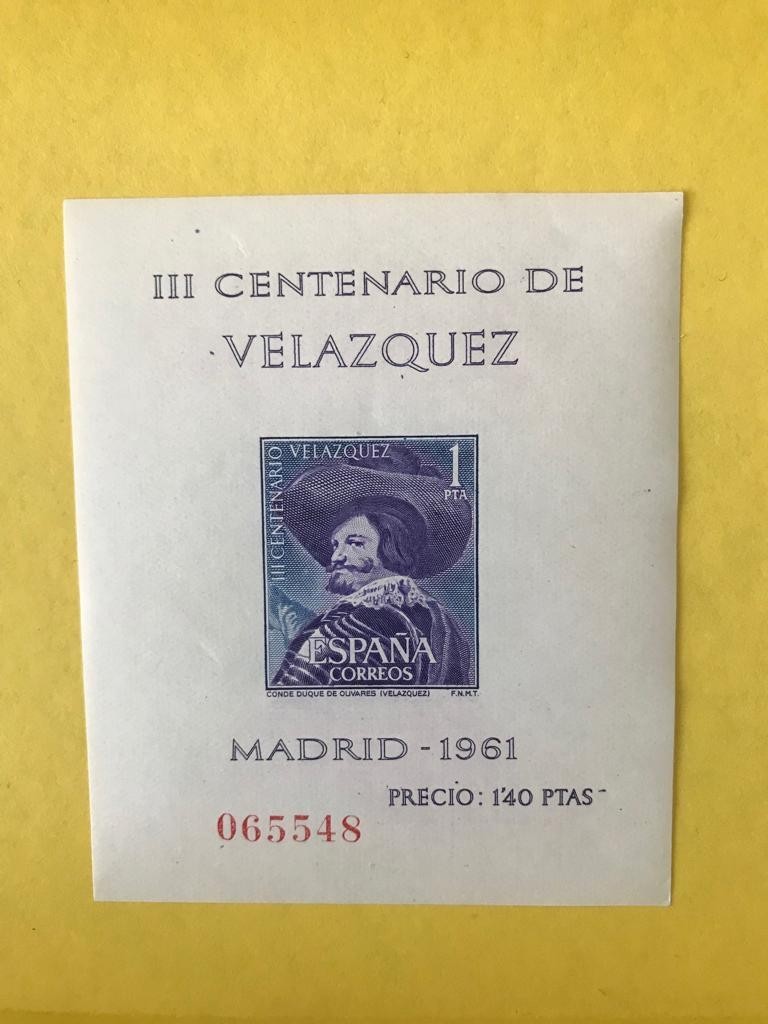 III CENTENARIO DE
VELAZQUEZ
III CENTENARIO VELAZQUEZ
1
PTA
ESPAÑA
CORREOS
CONDE DUQUE DE OLIVARES (VELAZQUEZ) F.N.M.T.
MADRID - 1961
PRECIO: 1'40 PTAS-
065548